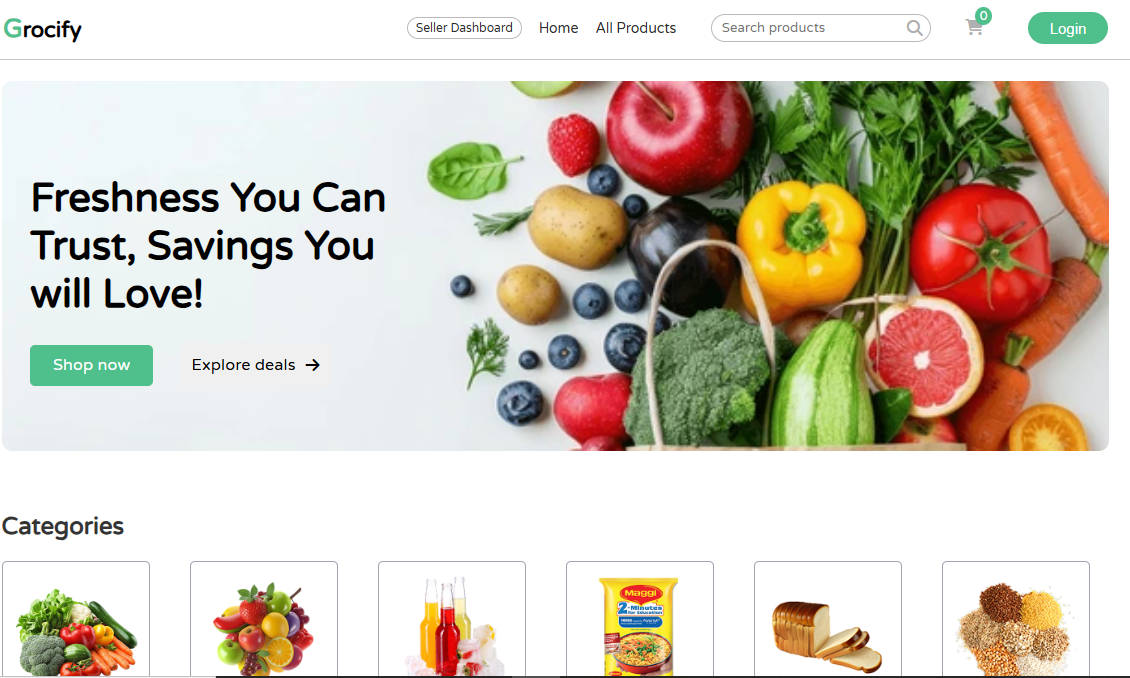 Grocify
Seller Dashboard
Home
All Products
Search products
0
Login
Freshness You Can
Trust, Savings You
will Love!
Shop now
Explore deals
Categories
Maggi
2-Minutes